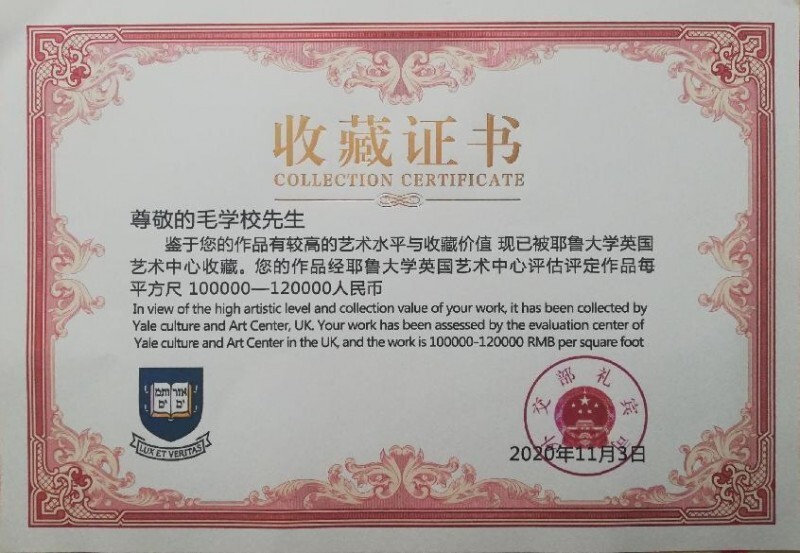 收藏证书
COLLECTION CERTIFICATE
尊敬的毛学校先生
鉴于您的作品有较高的艺术水平与收藏价值 现已被耶鲁大学英国
艺术中心收藏。您的作品经耶鲁大学英国艺术中心评估评定作品每
平方尺 100000—120000人民币
In view of the high artistic level and collection value of your work, it has been collected by
Yale culture and Art Center, UK. Your work has been assessed by the evaluation center of
Yale culture and Art Center in the UK, and the work is 100000-120000 RMB per square foot
אורים
ותמים
LUX ET VERITAS
交部礼宾
2020年11月3日